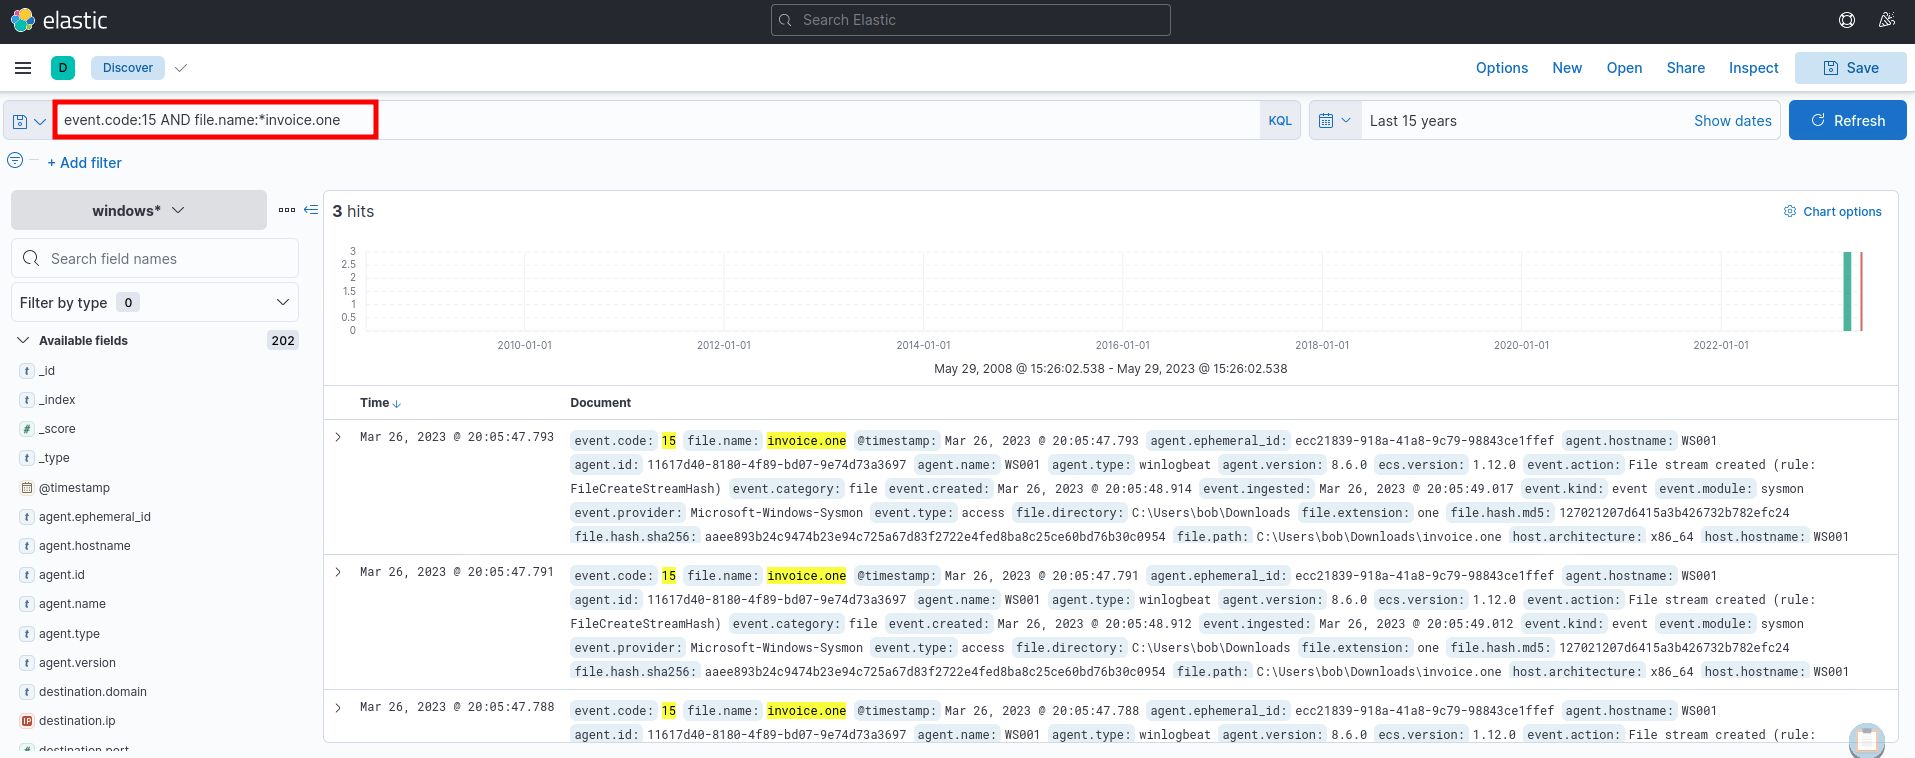 elastic
Search Elastic
D
Discover
Options
New
Open
Share
Inspect
Save
event.code:15 AND file.name:*invoice.one
KQL
Last 15 years
Show dates
Refresh
+ Add filter
windows*
3 hits
Chart options
Search field names
Filter by type 0
Available fields 202
t _id
t _index
# _score
t _type
@timestamp
t agent.ephemeral_id
t agent.hostname
t agent.id
t agent.name
t agent.type
t agent.version
t destination.domain
IP destination.ip
# destination.port
3
2.5
2
1.5
1
0.5
0
2010-01-01 2012-01-01 2014-01-01 2016-01-01 2018-01-01 2020-01-01 2022-01-01
May 29, 2008 @ 15:26:02.538 - May 29, 2023 @ 15:26:02.538
Time Document
Mar 26, 2023 @ 20:05:47.793
event.code: 15 file.name: invoice.one @timestamp: Mar 26, 2023 @ 20:05:47.793 agent.ephemeral_id: ecc21839-918a-41a8-9c79-98843ce1ffef agent.hostname: WS001
agent.id: 11617d40-8180-4f89-bd07-9e74d73a3697 agent.name: WS001 agent.type: winlogbeat agent.version: 8.6.0 ecs.version: 1.12.0 event.action: File stream created (rule:
FileCreateStreamHash) event.category: file event.created: Mar 26, 2023 @ 20:05:48.914 event.ingested: Mar 26, 2023 @ 20:05:49.017 event.kind: event event.module: sysmon
event.provider: Microsoft-Windows-Sysmon event.type: access file.directory: C:\Users\bob\Downloads file.extension: one file.hash.md5: 127021207d6415a3b426732b782efc24
file.hash.sha256: aaee893b24c9474b23e94c725a67d83f2722e4fed8ba8c25ce60bd76b30c0954 file.path: C:\Users\bob\Downloads\invoice.one host.architecture: x86_64 host.hostname: WS001
Mar 26, 2023 @ 20:05:47.791
event.code: 15 file.name: invoice.one @timestamp: Mar 26, 2023 @ 20:05:47.791 agent.ephemeral_id: ecc21839-918a-41a8-9c79-98843ce1ffef agent.hostname: WS001
agent.id: 11617d40-8180-4f89-bd07-9e74d73a3697 agent.name: WS001 agent.type: winlogbeat agent.version: 8.6.0 ecs.version: 1.12.0 event.action: File stream created (rule:
FileCreateStreamHash) event.category: file event.created: Mar 26, 2023 @ 20:05:48.912 event.ingested: Mar 26, 2023 @ 20:05:49.012 event.kind: event event.module: sysmon
event.provider: Microsoft-Windows-Sysmon event.type: access file.directory: C:\Users\bob\Downloads file.extension: one file.hash.md5: 127021207d6415a3b426732b782efc24
file.hash.sha256: aaee893b24c9474b23e94c725a67d83f2722e4fed8ba8c25ce60bd76b30c0954 file.path: C:\Users\bob\Downloads\invoice.one host.architecture: x86_64 host.hostname: WS001
Mar 26, 2023 @ 20:05:47.788
event.code: 15 file.name: invoice.one @timestamp: Mar 26, 2023 @ 20:05:47.788 agent.ephemeral_id: ecc21839-918a-41a8-9c79-98843ce1ffef agent.hostname: WS001
agent.id: 11617d40-8180-4f89-bd07-9e74d73a3697 agent.name: WS001 agent.type: winlogbeat agent.version: 8.6.0 ecs.version: 1.12.0 event.action: File stream created (rule: